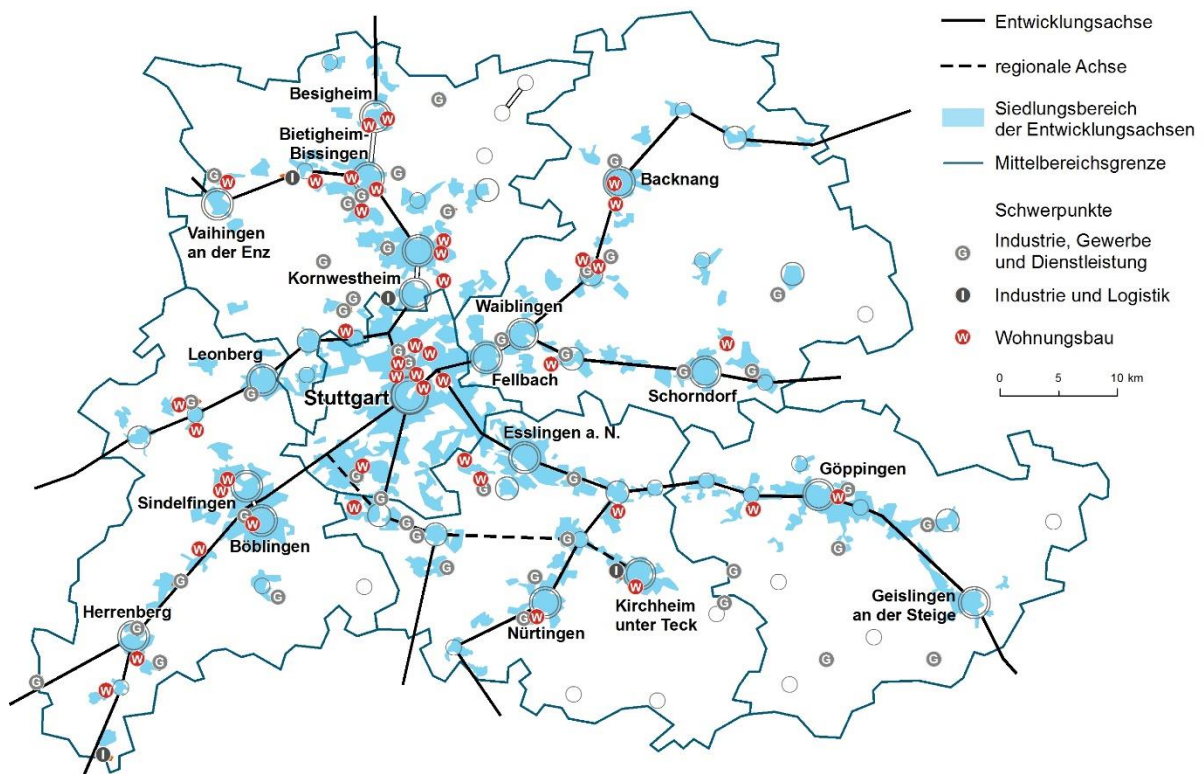 Entwicklungsachse
regionale Achse
Siedlungsbereich
der Entwicklungsachsen
Mittelbereichsgrenze
Schwerpunkte
G Industrie, Gewerbe
und Dienstleistung
I Industrie und Logistik
W Wohnungsbau
0 5 10 km
Besigheim
Bietigheim-
Bissingen
Vaihingen
an der Enz
Kornwestheim
Backnang
Waiblingen
Leonberg
Fellbach
Stuttgart
Schorndorf
Esslingen a. N.
Göppingen
Sindelfingen
Böblingen
Herrenberg
Nürtingen
Kirchheim
unter Teck
Geislingen
an der Steige